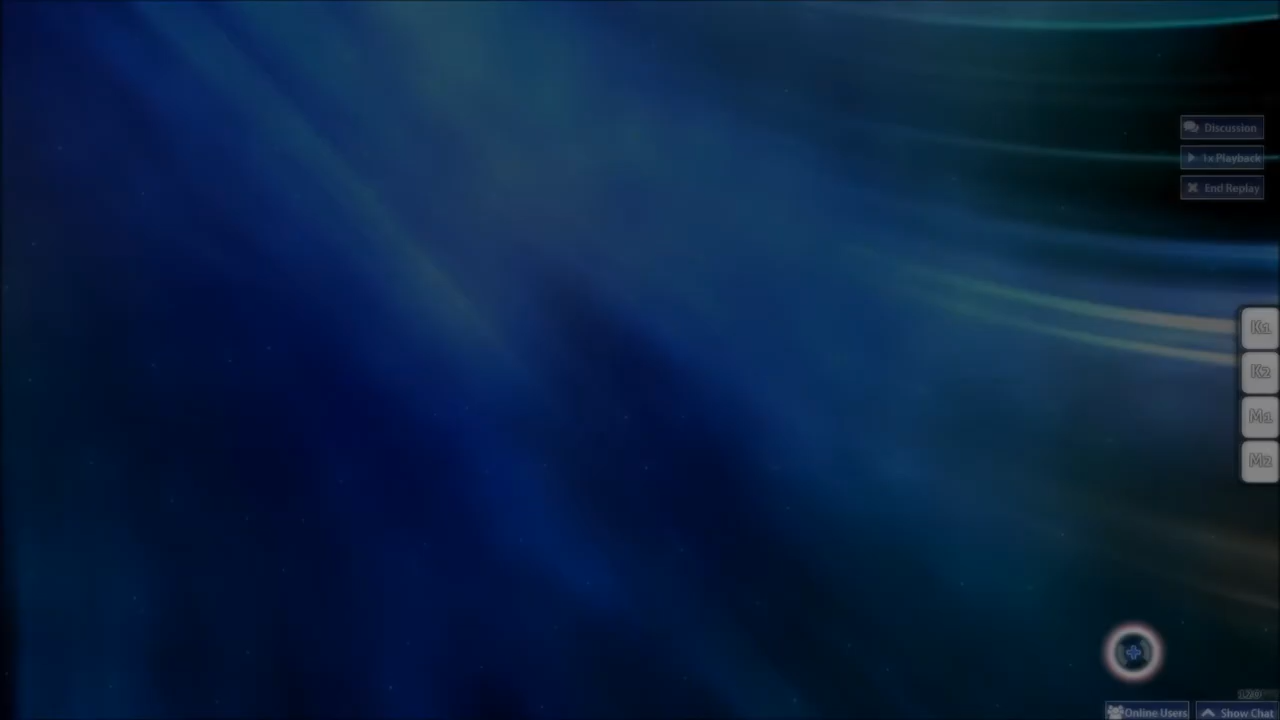 Discussion
1x Playback
End Replay
K1
K2
M1
M2
Online Users
Show Chat